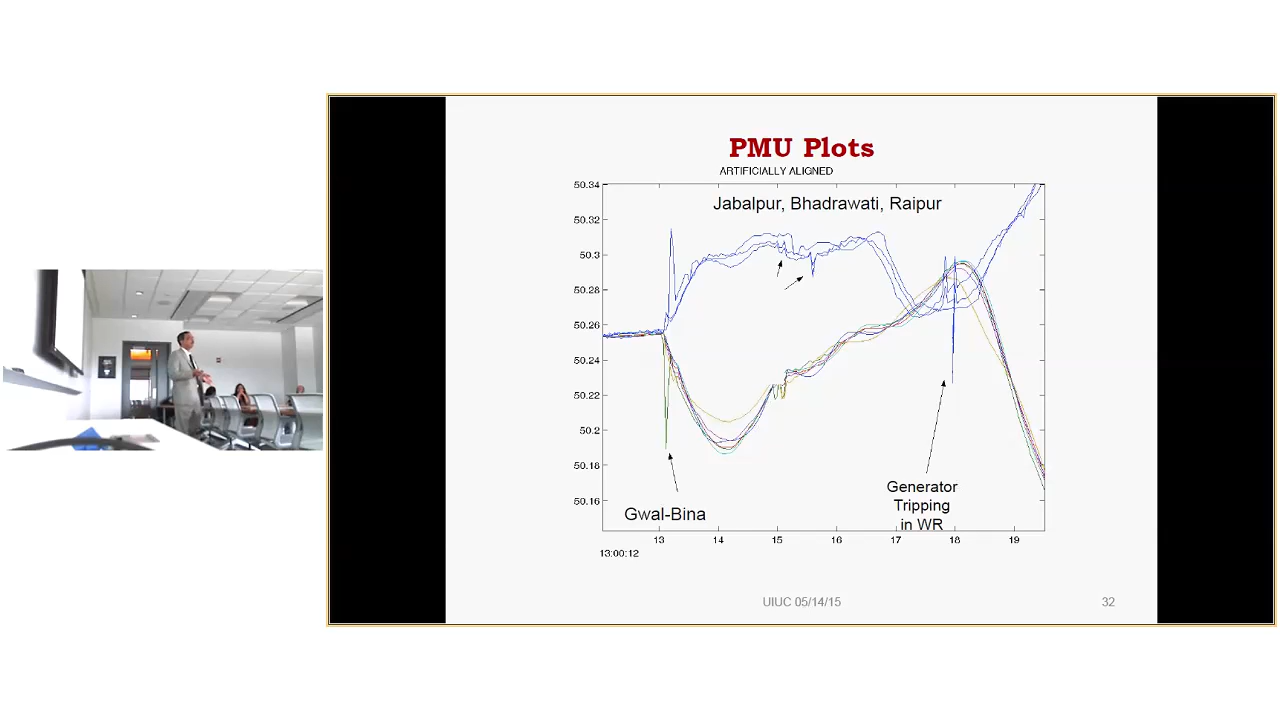 PMU Plots
ARTIFICIALLY ALIGNED
50.34
50.32
50.3
50.28
50.26
50.24
50.22
50.2
50.18
50.16
Jabalpur, Bhadrawati, Raipur
Gwal-Bina
Generator
Tripping
in WR
13 14 15 16 17 18 19
13:00:12
UIUC 05/14/15
32